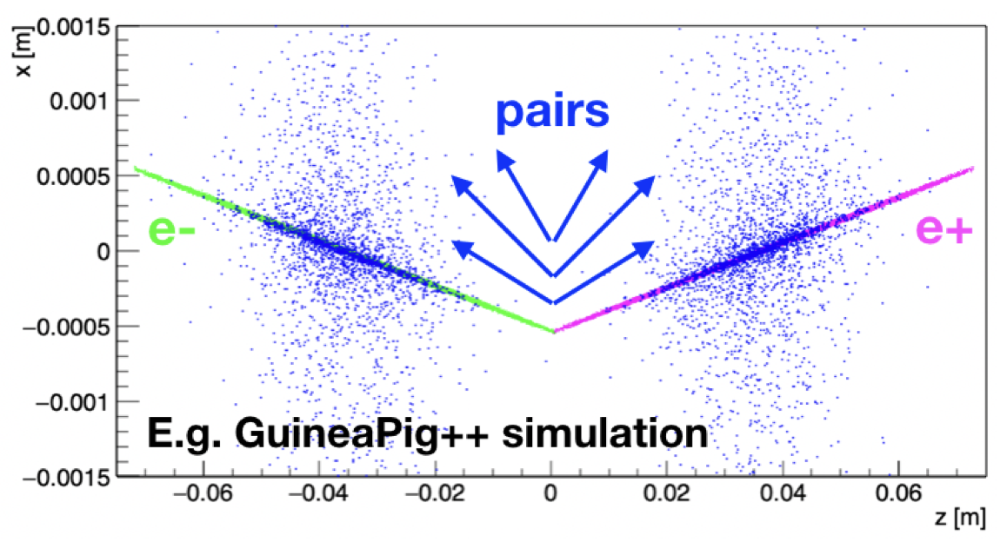 x [m]
0.0015
0.001
0.0005
0
−0.0005
−0.001
−0.0015
pairs
e-
e+
E.g. GuineaPig++ simulation
−0.06 −0.04 −0.02 0 0.02 0.04 0.06
z [m]